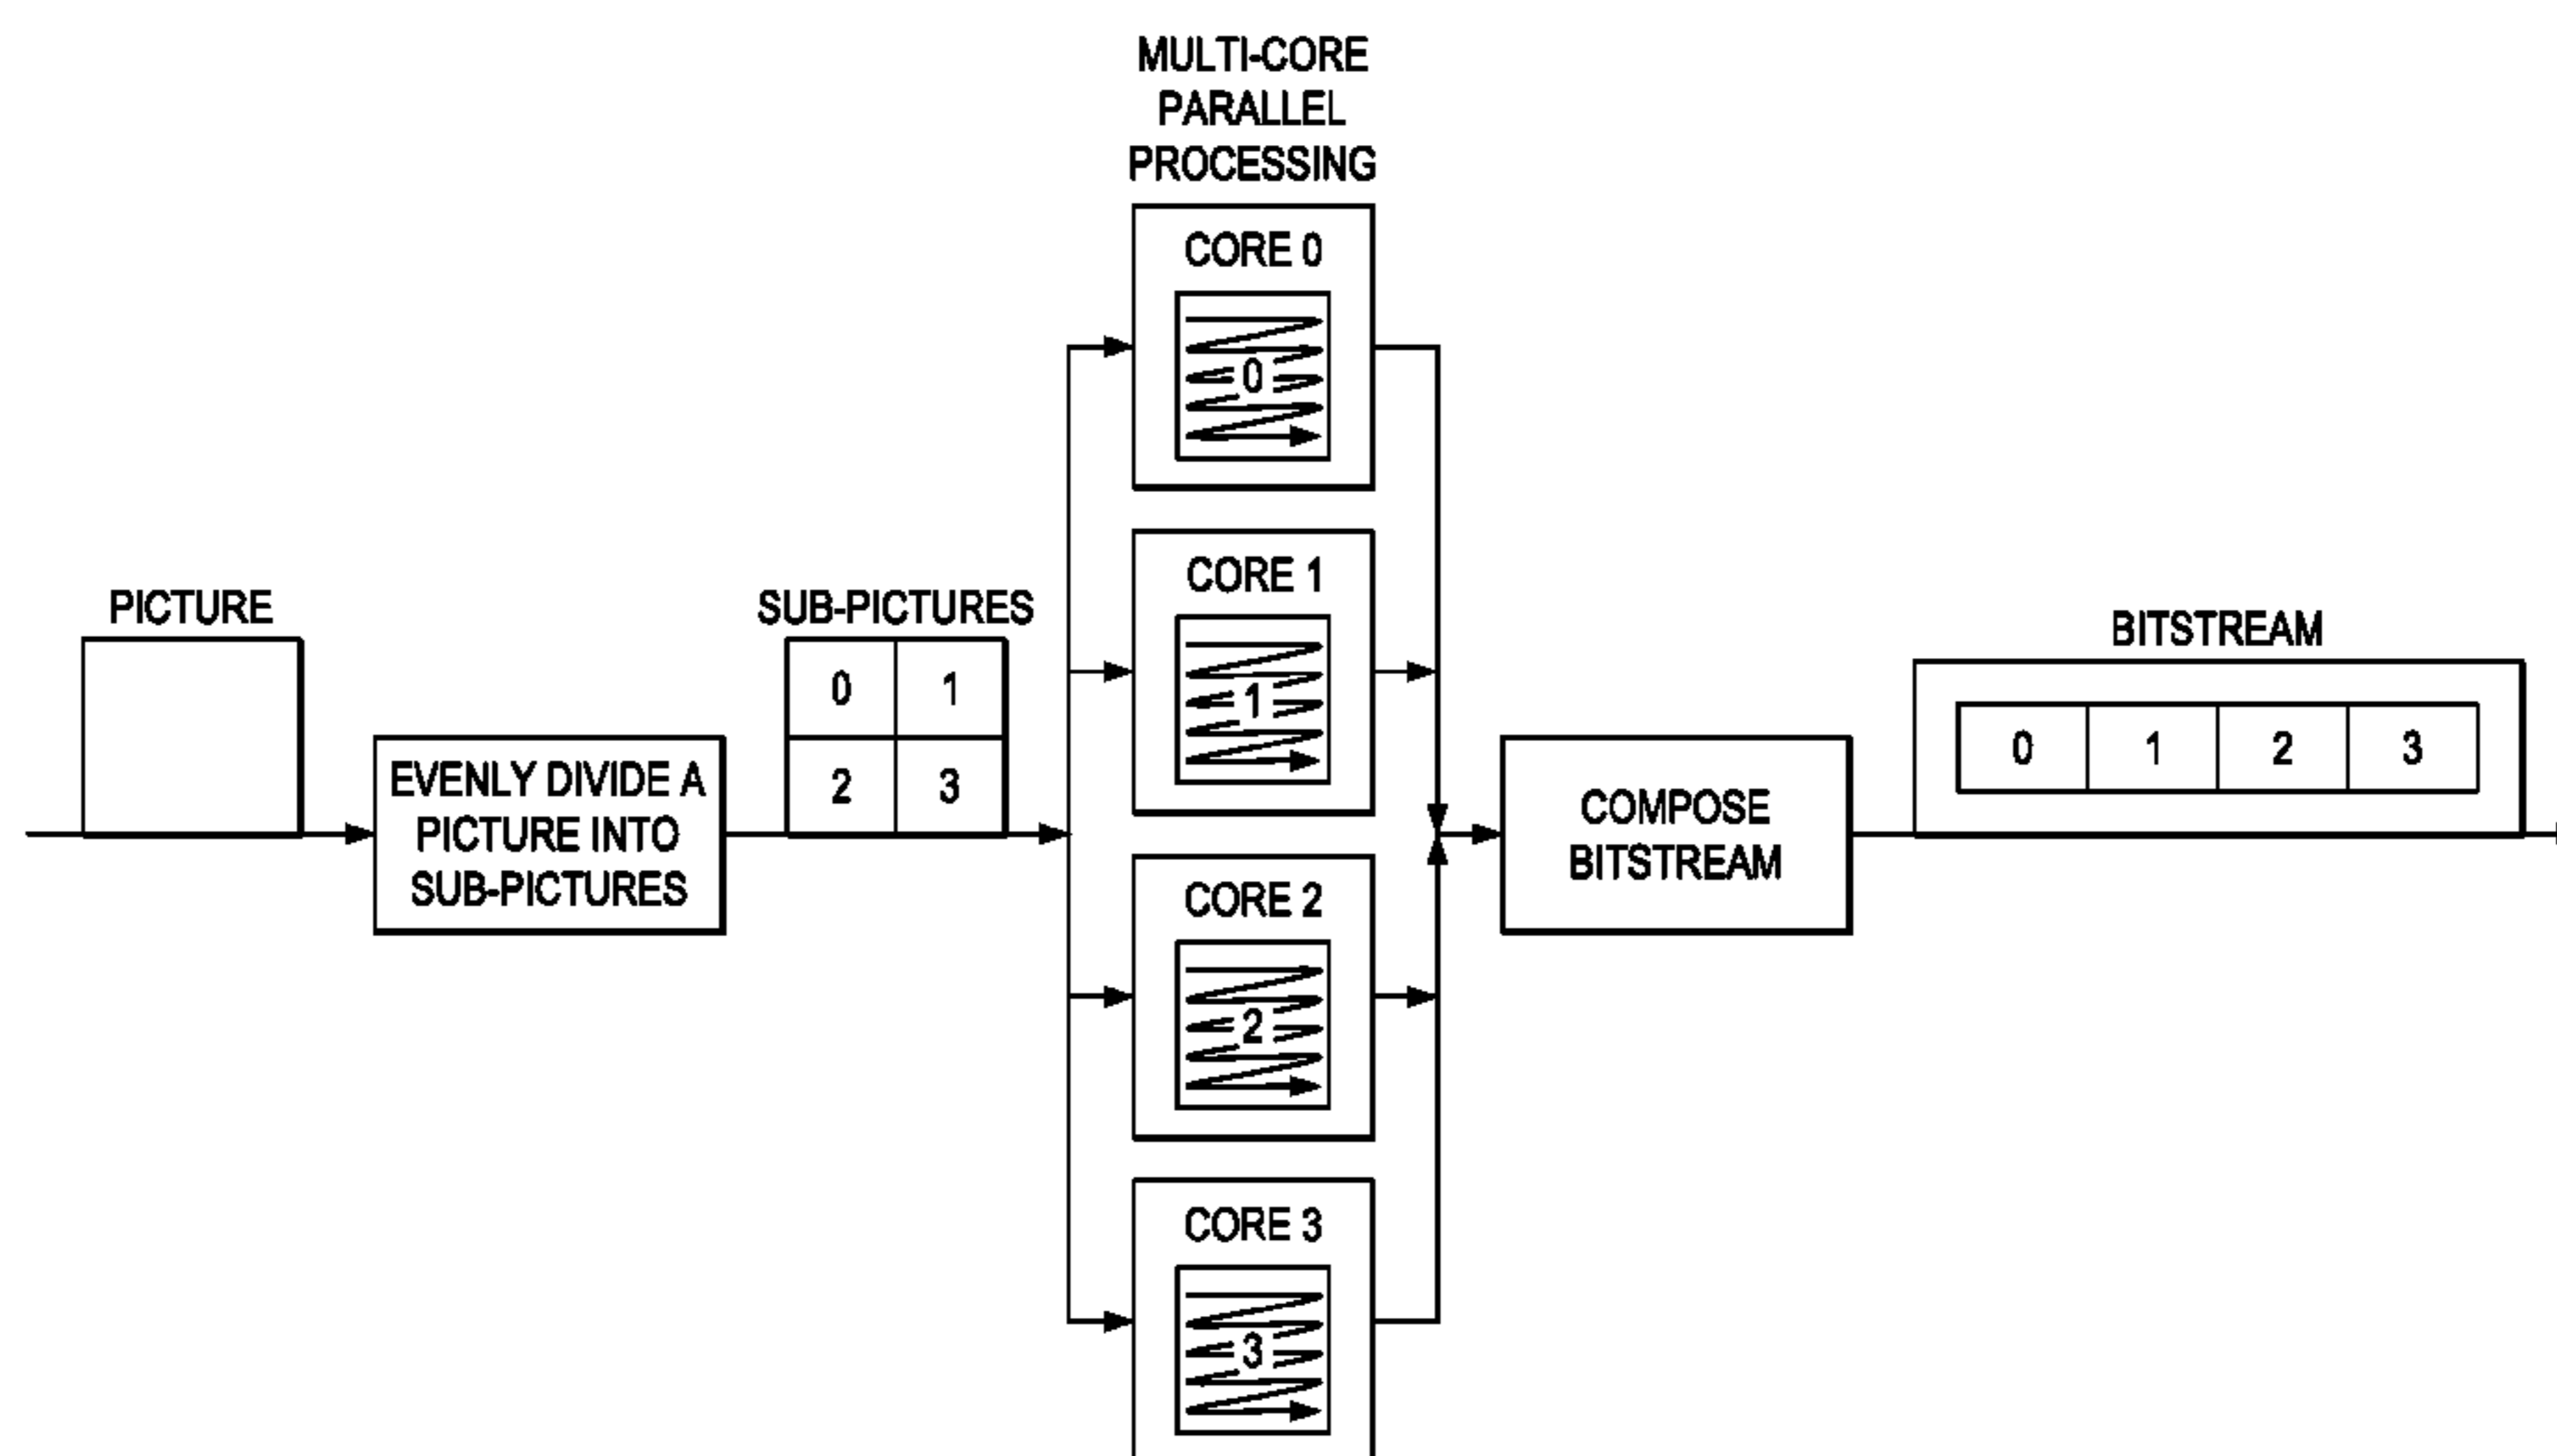 MULTI-CORE
PARALLEL
PROCESSING
CORE 0
0
CORE 1
1
CORE 2
2
CORE 3
3
PICTURE
EVENLY DIVIDE A
PICTURE INTO
SUB-PICTURES
SUB-PICTURES
0 1
2 3
COMPOSE
BITSTREAM
BITSTREAM
0 1 2 3